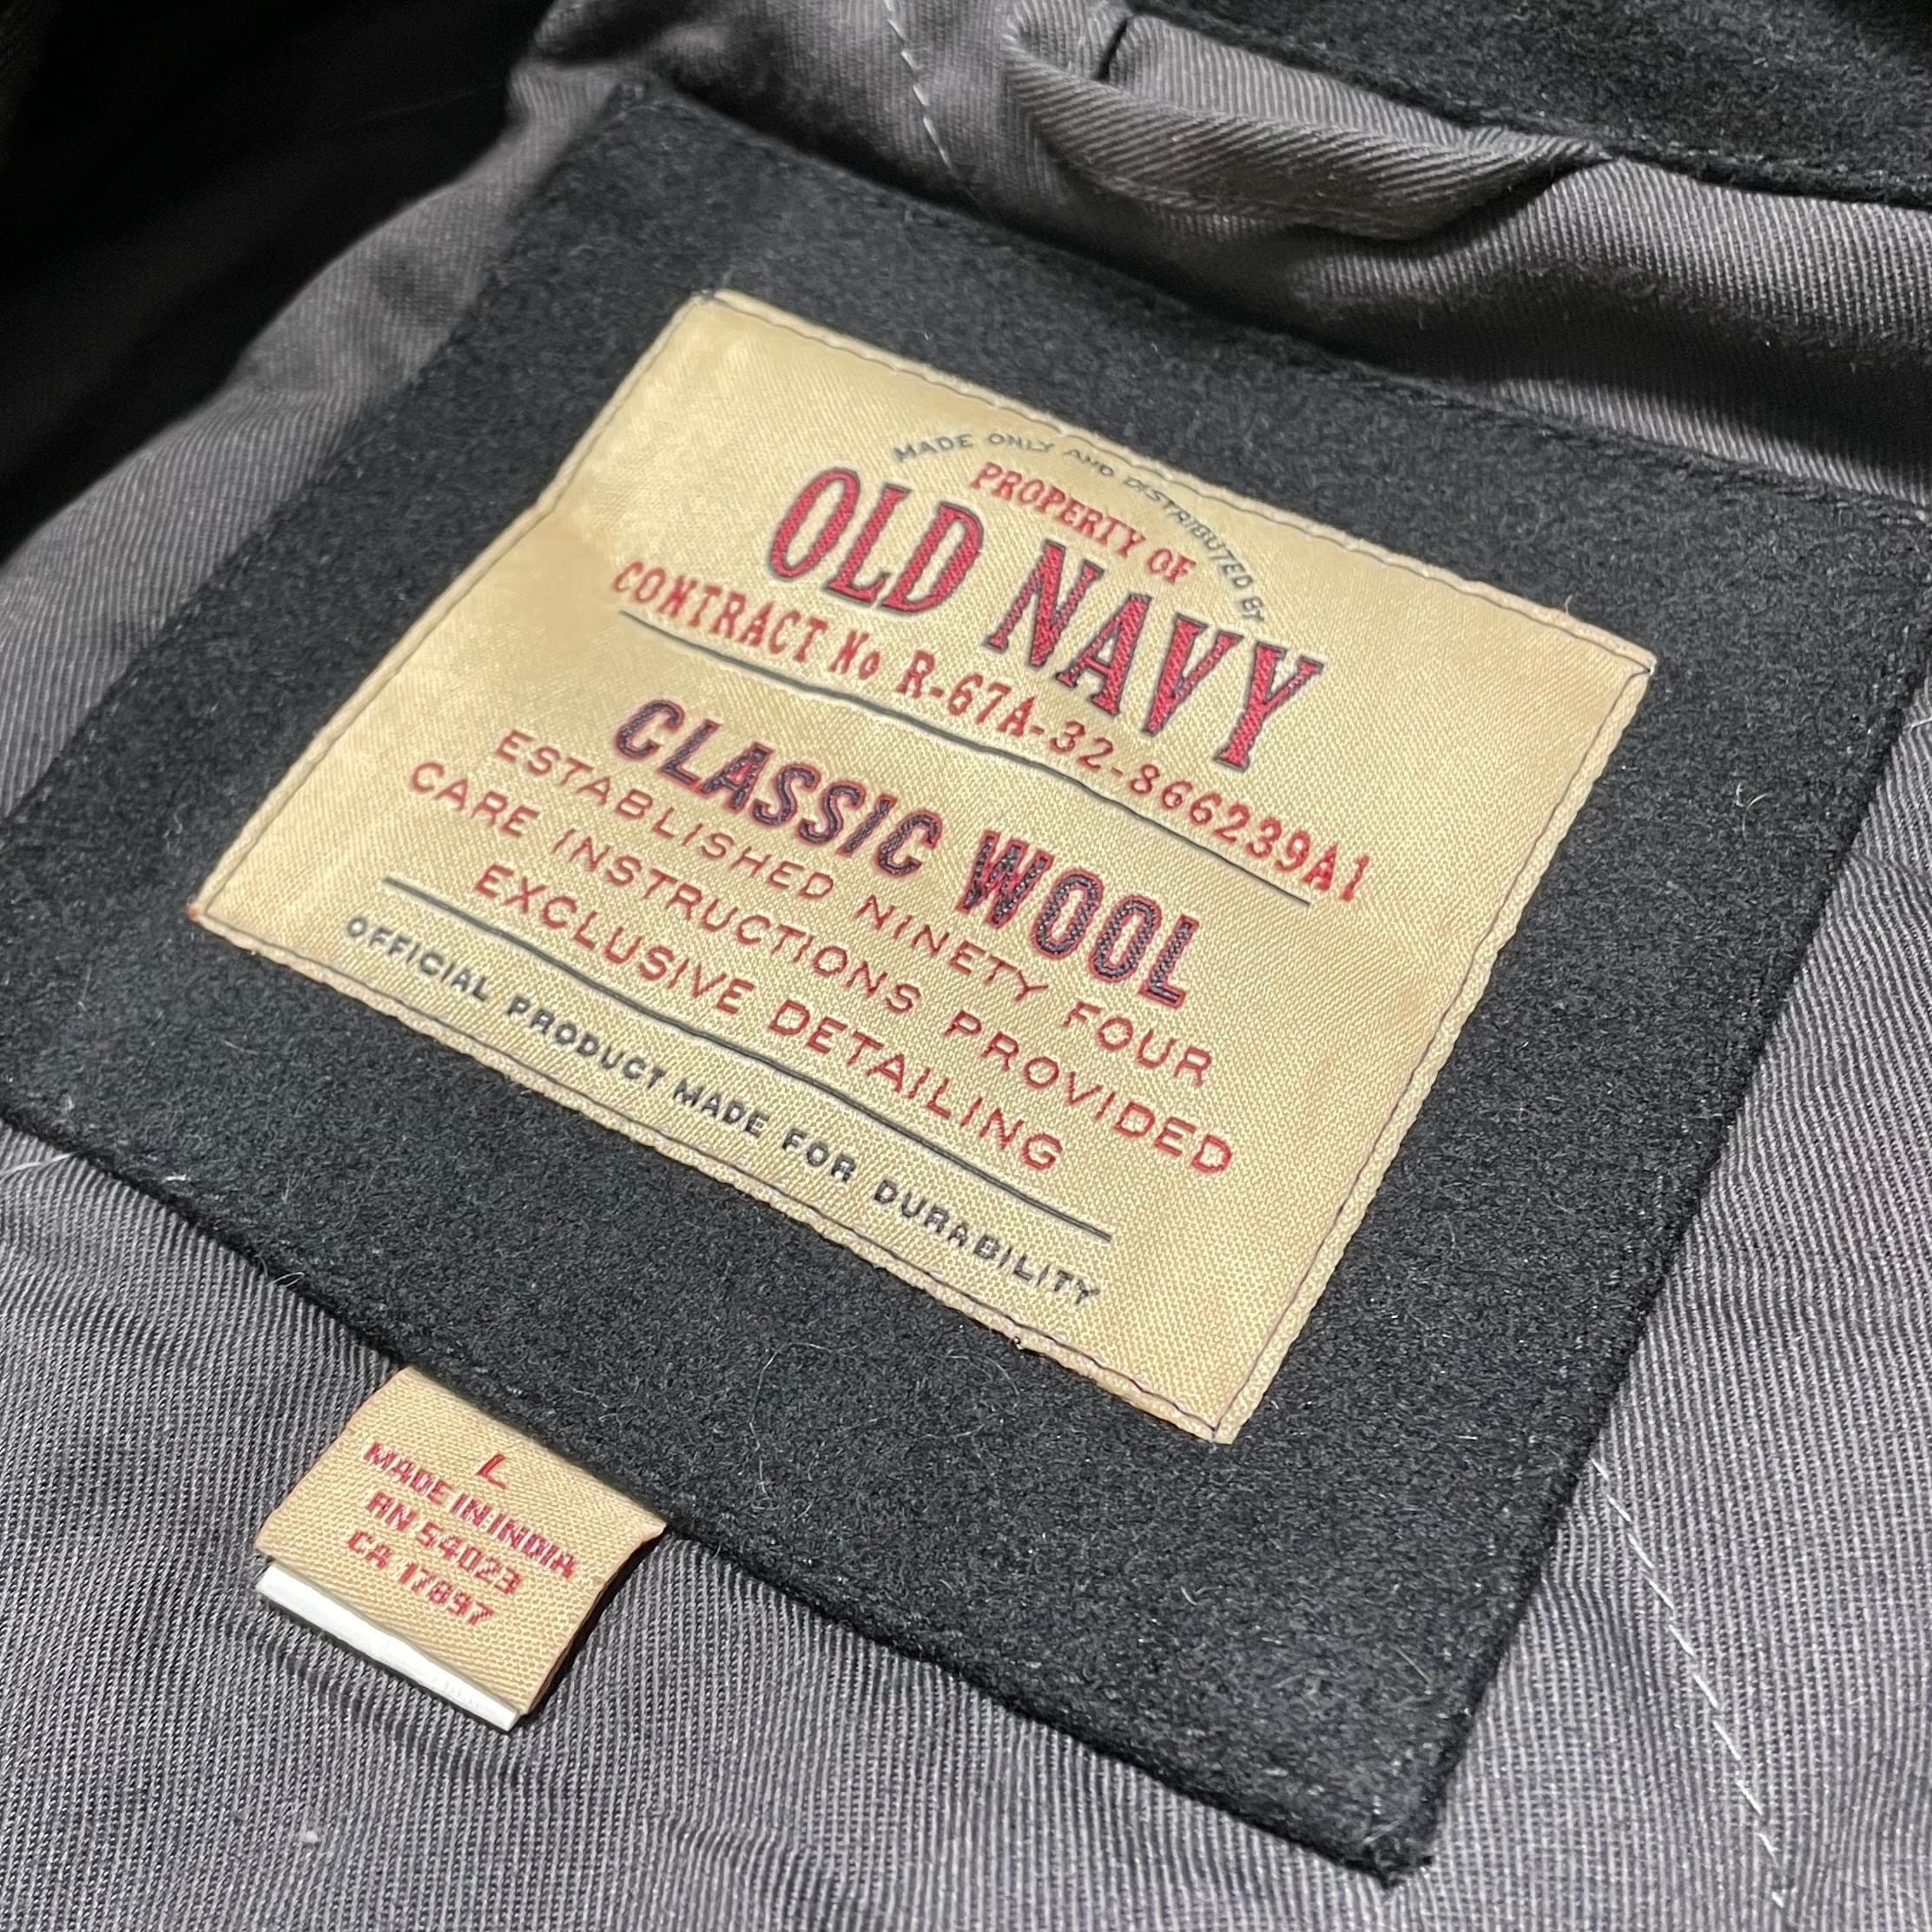 MADE ONLY AND DISTRIBUTED BY
PROPERTY OF
OLD NAVY
CONTRACT No R-67A-32-866239A1
CLASSIC WOOL
ESTABLISHED NINETY FOUR
CARE INSTRUCTIONS PROVIDED
EXCLUSIVE DETAILING
OFFICIAL PRODUCT MADE FOR DURABILITY
L
MADE IN INDIA
RN 54023
CA 17897